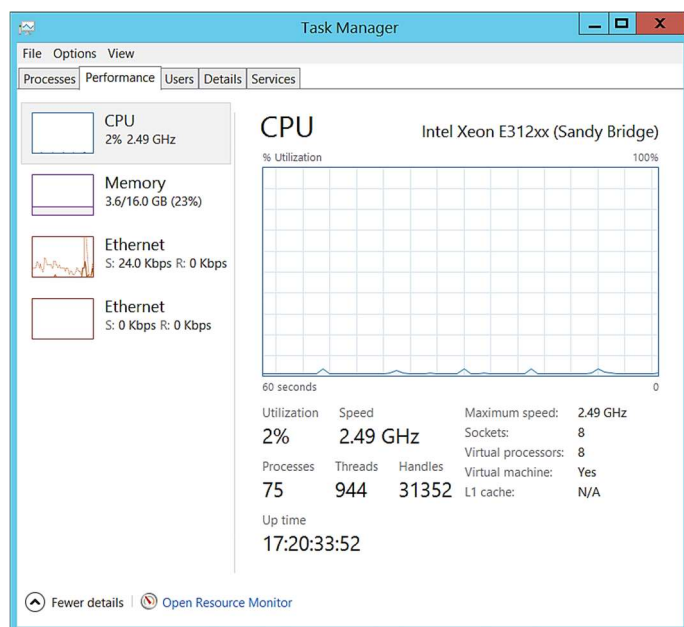 Task Manager
File Options View
Processes Performance Users Details Services
CPU
2% 2.49 GHz
Memory
3.6/16.0 GB (23%)
Ethernet
S: 24.0 Kbps R: 0 Kbps
Ethernet
S: 0 Kbps R: 0 Kbps
CPU Intel Xeon E312xx (Sandy Bridge)
% Utilization 100%
60 seconds 0
Utilization Speed
2% 2.49 GHz
Processes Threads Handles
75 944 31352
Up time
17:20:33:52
Maximum speed: 2.49 GHz
Sockets: 8
Virtual processors: 8
Virtual machine: Yes
L1 cache: N/A
Fewer details Open Resource Monitor